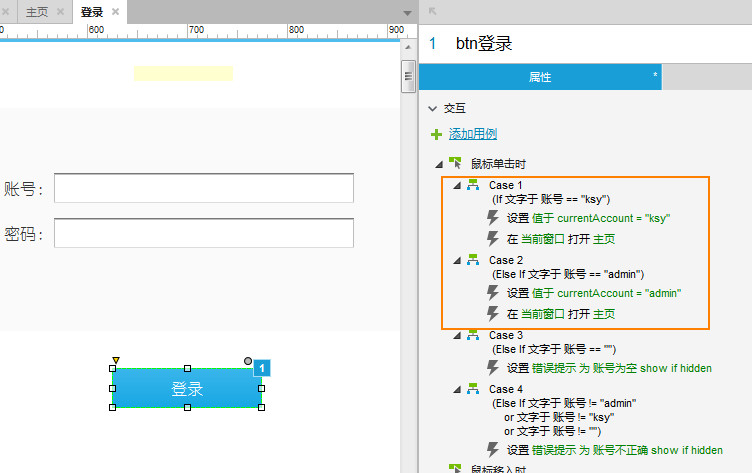 主页
登录
600
700
800
900
账号：
密码：
1
登录
1 btn登录
属性
*
交互
添加用例
鼠标单击时
Case 1
(If 文字于 账号 == "ksy")
设置 值于 currentAccount = "ksy"
在 当前窗口 打开 主页
Case 2
(Else If 文字于 账号 == "admin")
设置 值于 currentAccount = "admin"
在 当前窗口 打开 主页
Case 3
(Else If 文字于 账号 == "")
设置 错误提示 为 账号为空 show if hidden
Case 4
(Else If 文字于 账号 != "admin"
or 文字于 账号 != "ksy"
or 文字于 账号 != "")
设置 错误提示 为 账号不正确 show if hidden
鼠标移入时